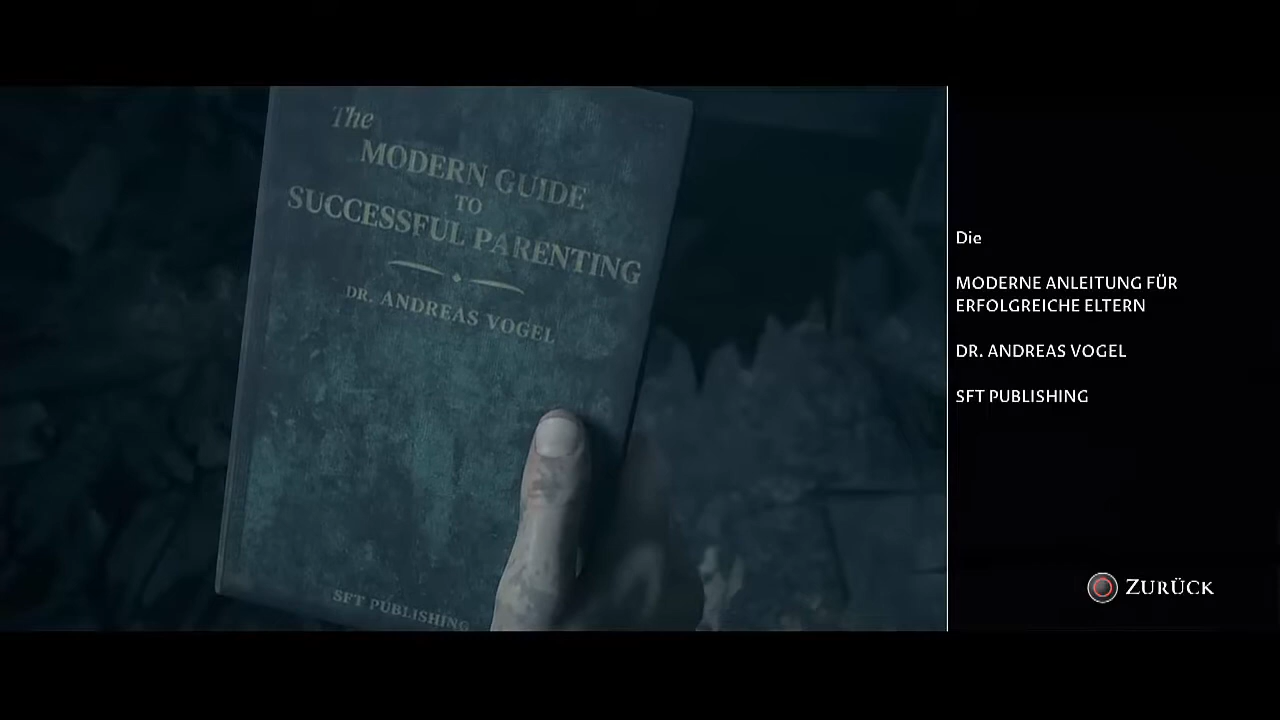 The
MODERN GUIDE
TO
SUCCESSFUL PARENTING
DR. ANDREAS VOGEL
SFT PUBLISHING
Die
MODERNE ANLEITUNG FÜR
ERFOLGREICHE ELTERN
DR. ANDREAS VOGEL
SFT PUBLISHING
ZURÜCK